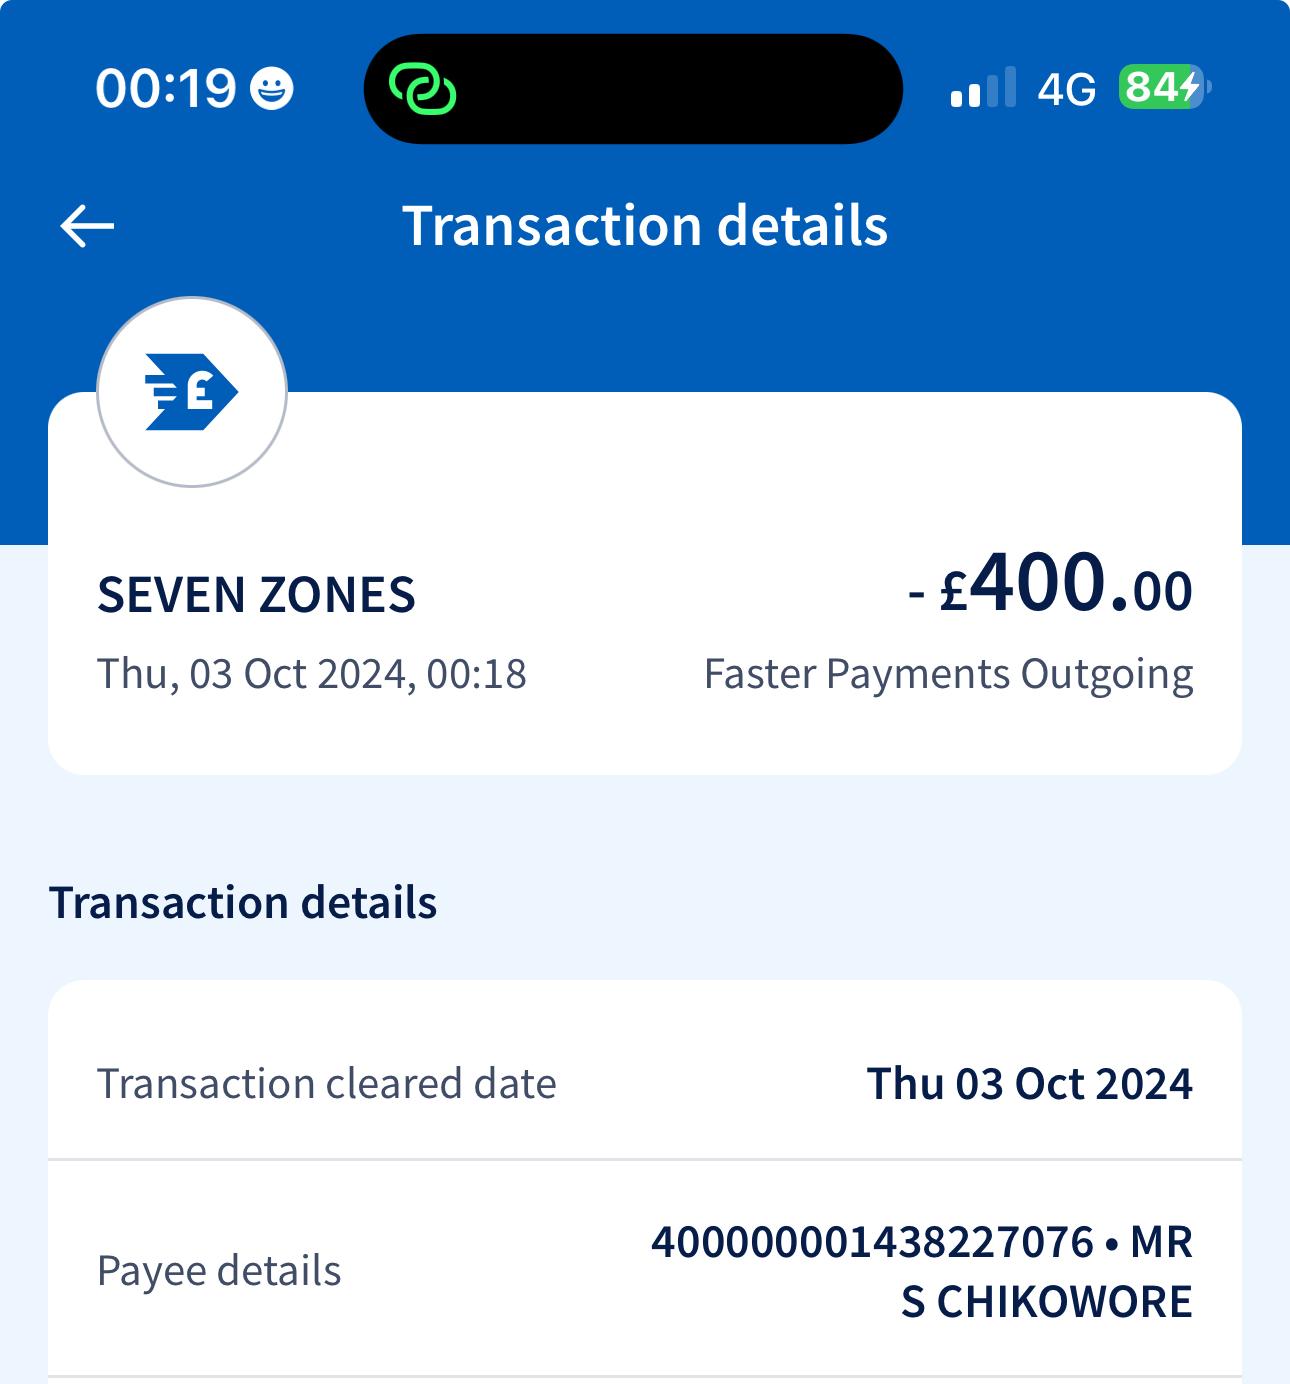 00:19
4G 84
Transaction details
£
SEVEN ZONES
- £400.00
Thu, 03 Oct 2024, 00:18
Faster Payments Outgoing
Transaction details
Transaction cleared date
Thu 03 Oct 2024
Payee details
400000001438227076 • MR
S CHIKOWORE